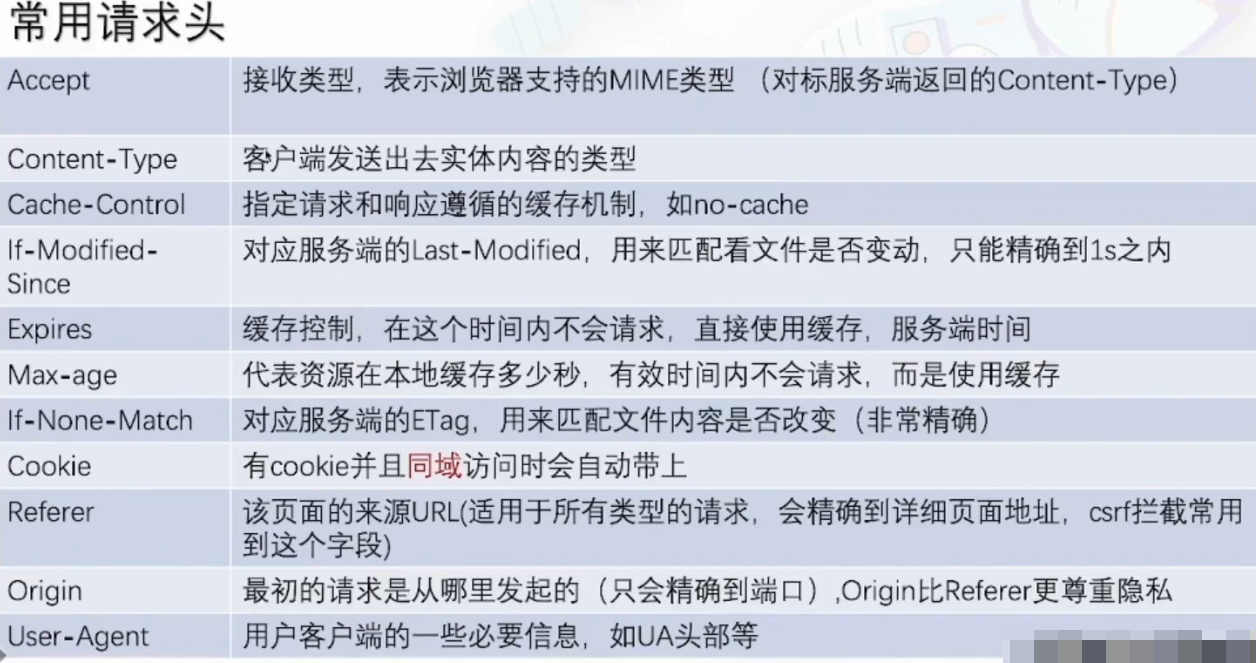 常用请求头
Accept
接收类型，表示浏览器支持的MIME类型 （对标服务端返回的Content-Type）
Content-Type
客户端发送出去实体内容的类型
Cache-Control
指定请求和响应遵循的缓存机制，如no-cache
If-Modified-
Since
对应服务端的Last-Modified，用来匹配看文件是否变动，只能精确到1s之内
Expires
缓存控制，在这个时间内不会请求，直接使用缓存，服务端时间
Max-age
代表资源在本地缓存多少秒，有效时间内不会请求，而是使用缓存
If-None-Match
对应服务端的ETag，用来匹配文件内容是否改变（非常精确）
Cookie
有cookie并且同域访问时会自动带上
Referer
该页面的来源URL(适用于所有类型的请求，会精确到详细页面地址，csrf拦截常用
到这个字段)
Origin
最初的请求是从哪里发起的（只会精确到端口）,Origin比Referer更尊重隐私
User-Agent
用户客户端的一些必要信息，如UA头部等